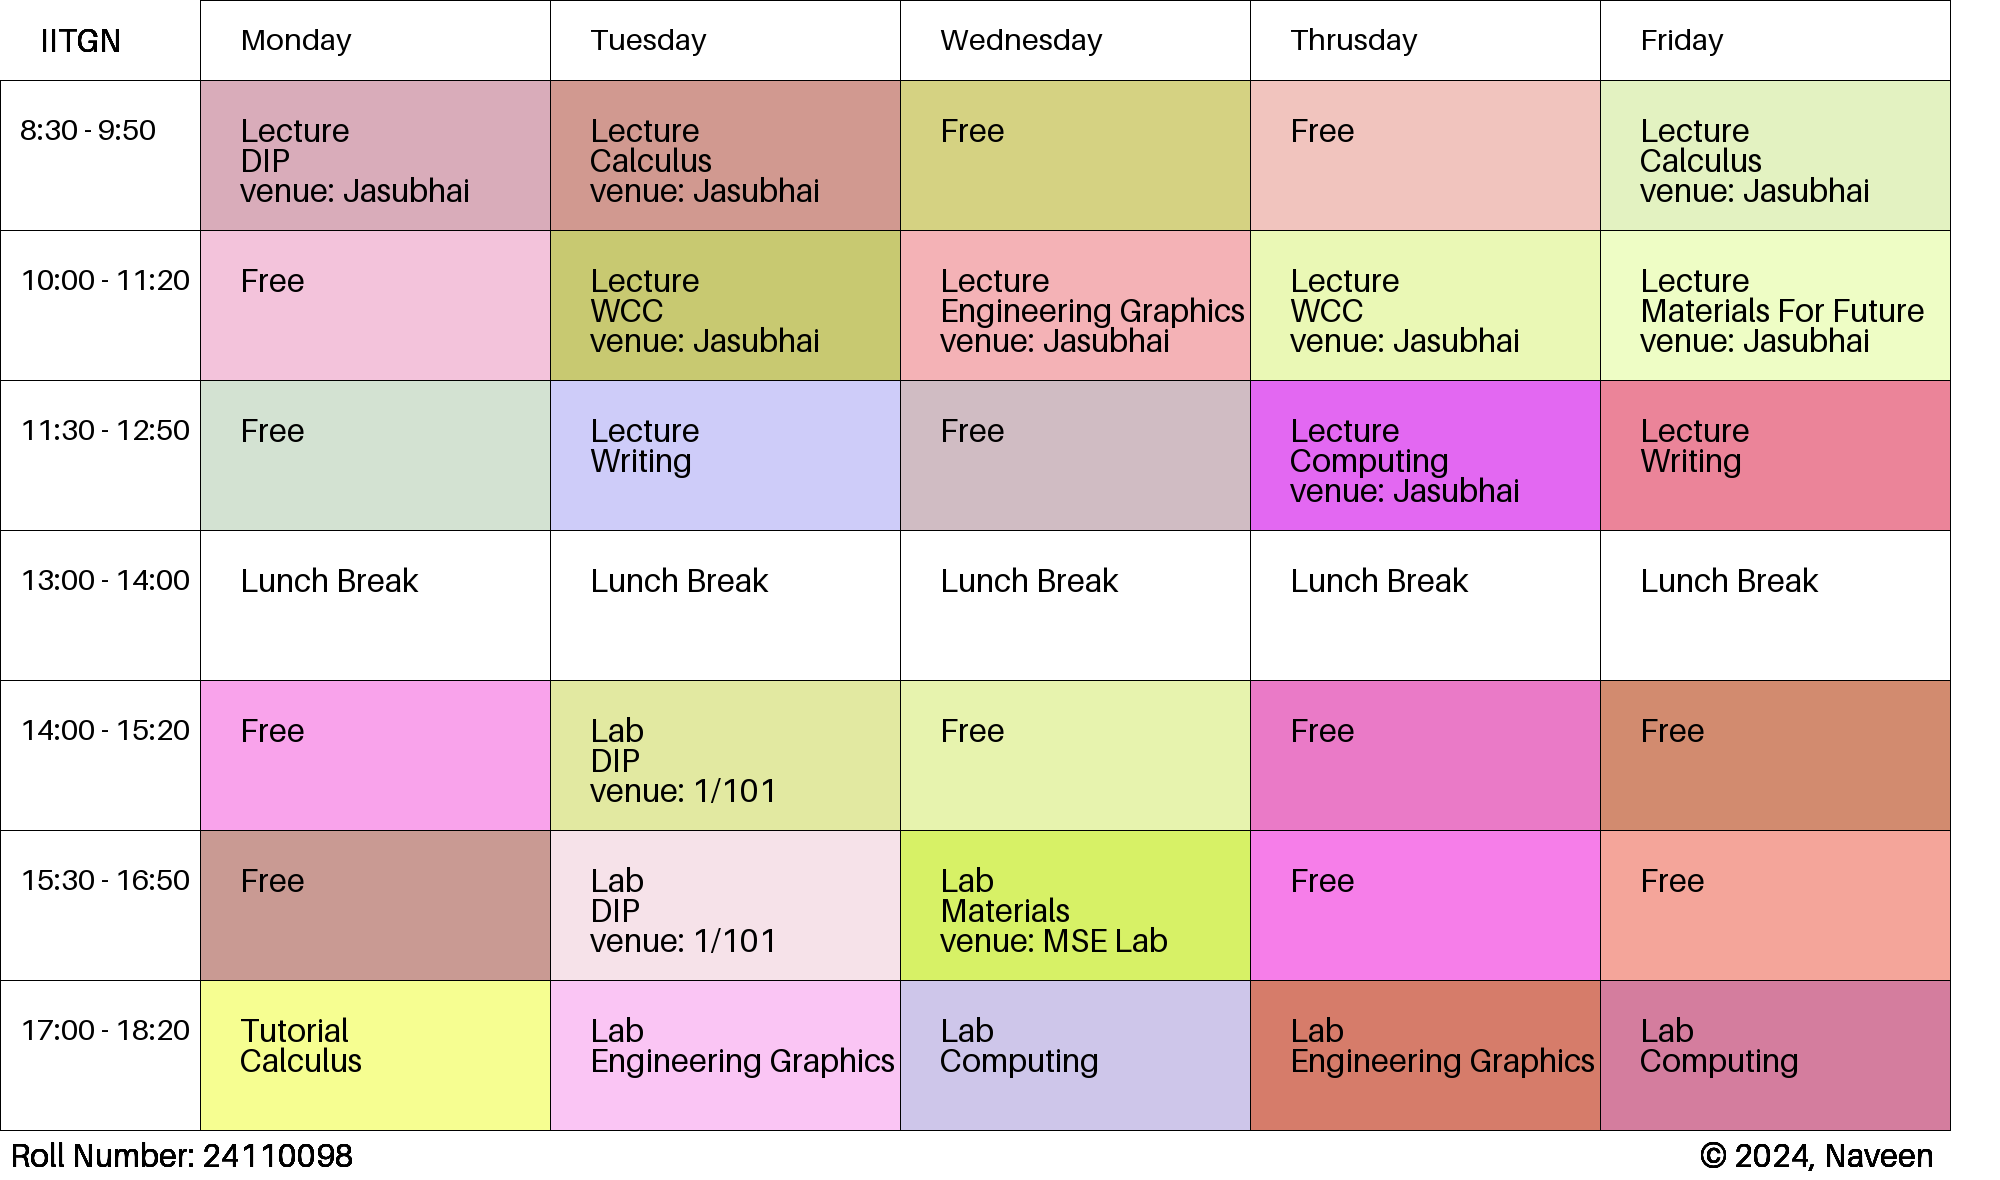 IITGN Monday Tuesday Wednesday Thrusday Friday
8:30 - 9:50
Lecture
DIP
venue: Jasubhai
Lecture
Calculus
venue: Jasubhai
Free
Free
Lecture
Calculus
venue: Jasubhai
10:00 - 11:20
Free
Lecture
WCC
venue: Jasubhai
Lecture
Engineering Graphics
venue: Jasubhai
Lecture
WCC
venue: Jasubhai
Lecture
Materials For Future
venue: Jasubhai
11:30 - 12:50
Free
Lecture
Writing
Free
Lecture
Computing
venue: Jasubhai
Lecture
Writing
13:00 - 14:00
Lunch Break
Lunch Break
Lunch Break
Lunch Break
Lunch Break
14:00 - 15:20
Free
Lab
DIP
venue: 1/101
Free
Free
Free
15:30 - 16:50
Free
Lab
DIP
venue: 1/101
Lab
Materials
venue: MSE Lab
Free
Free
17:00 - 18:20
Tutorial
Calculus
Lab
Engineering Graphics
Lab
Computing
Lab
Engineering Graphics
Lab
Computing
Roll Number: 24110098
© 2024, Naveen